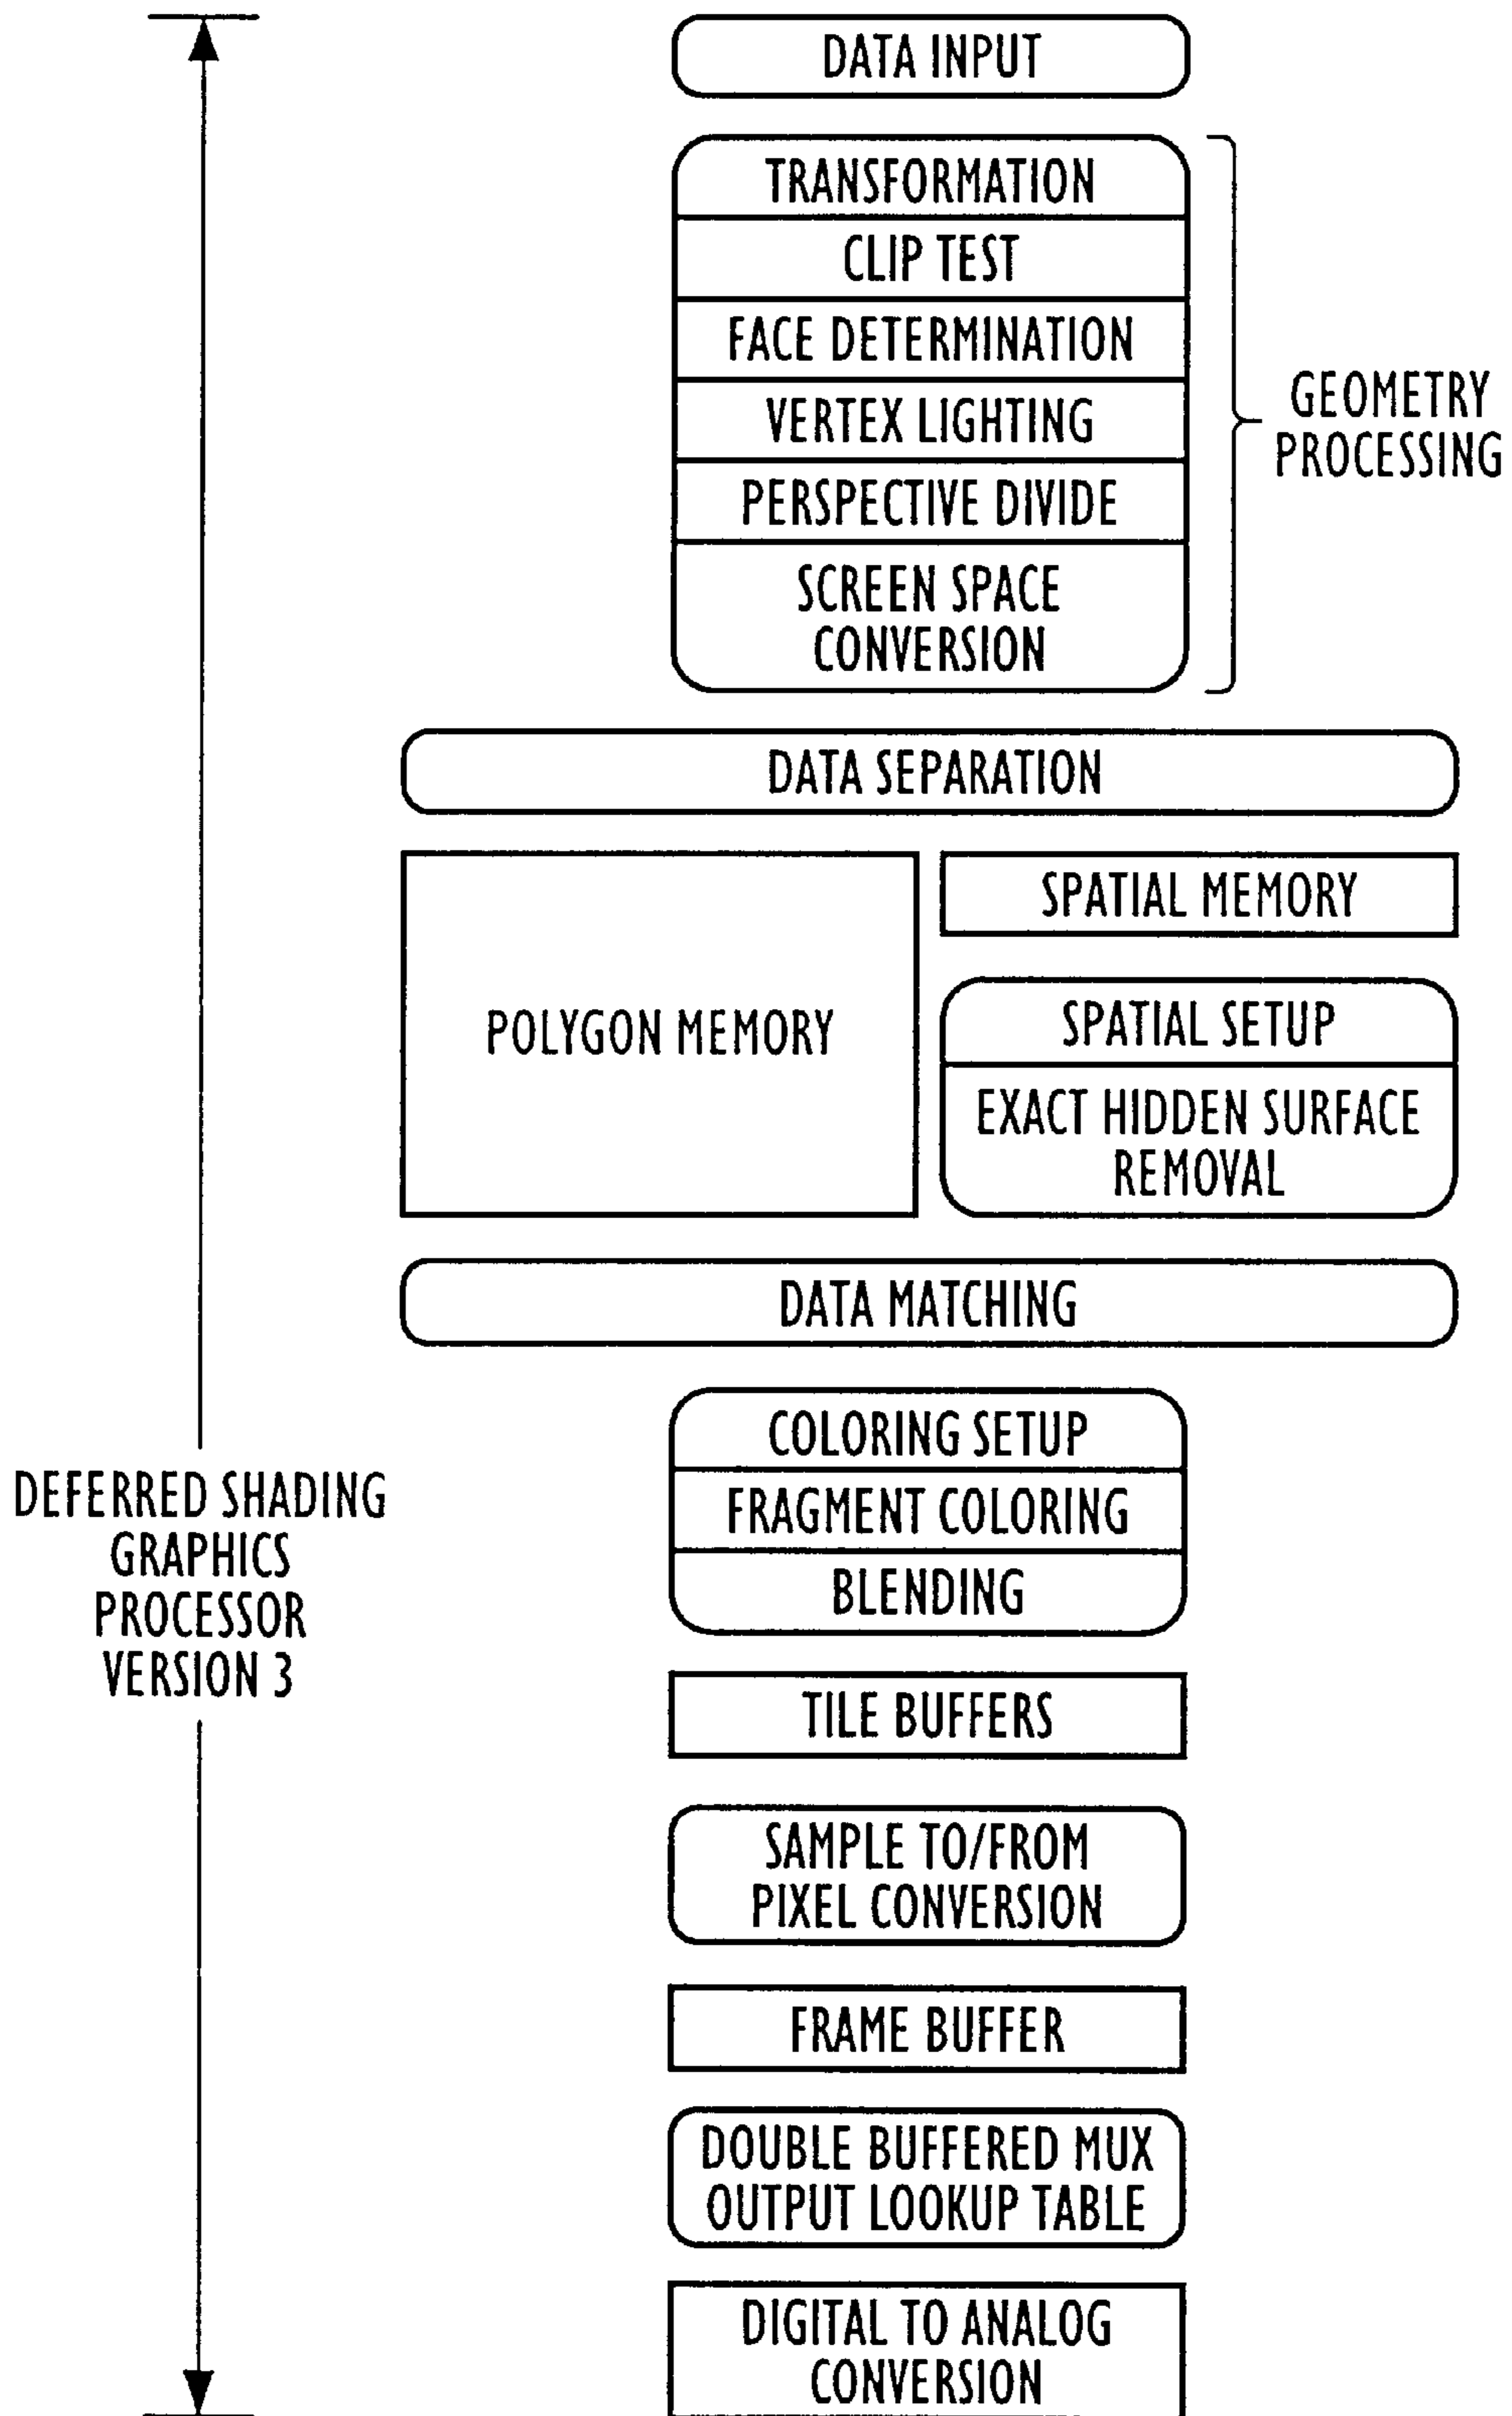 DATA INPUT
TRANSFORMATION
CLIP TEST
FACE DETERMINATION
VERTEX LIGHTING
PERSPECTIVE DIVIDE
SCREEN SPACE
CONVERSION
GEOMETRY
PROCESSING
DATA SEPARATION
POLYGON MEMORY
SPATIAL MEMORY
SPATIAL SETUP
EXACT HIDDEN SURFACE
REMOVAL
DATA MATCHING
COLORING SETUP
FRAGMENT COLORING
BLENDING
DEFERRED SHADING
GRAPHICS
PROCESSOR
VERSION 3
TILE BUFFERS
SAMPLE TO/FROM
PIXEL CONVERSION
FRAME BUFFER
DOUBLE BUFFERED MUX
OUTPUT LOOKUP TABLE
DIGITAL TO ANALOG
CONVERSION